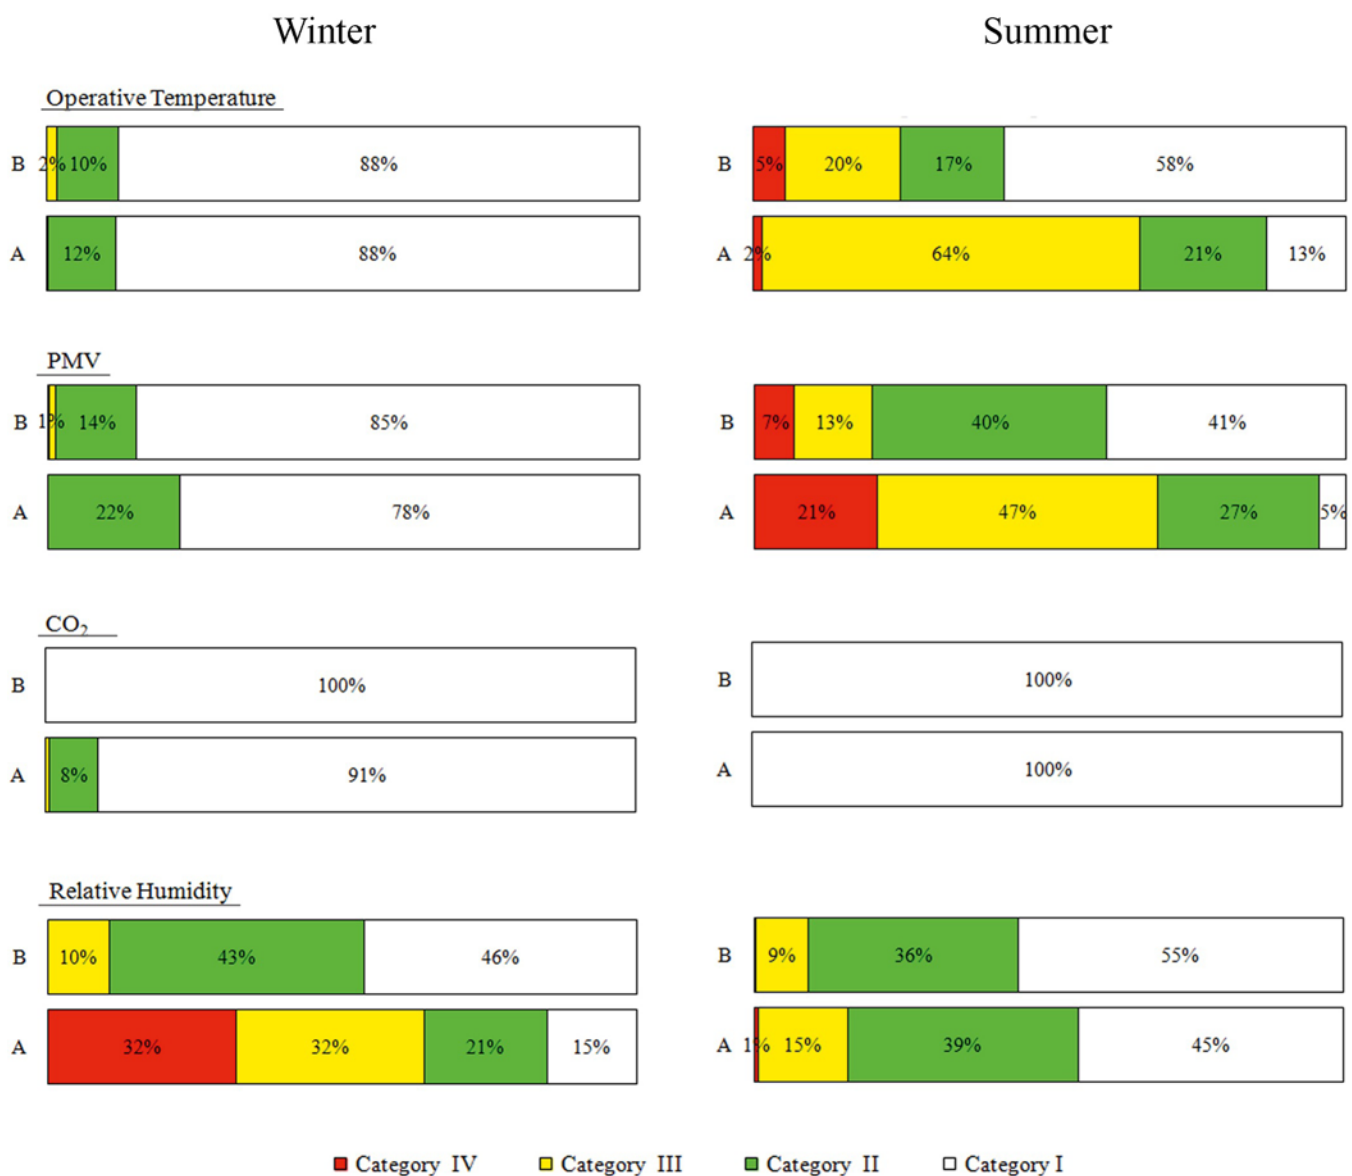 Winter Summer
Operative Temperature
B 2% 10% 88% B 5% 20% 17% 58%
A 12% 88% A 2% 64% 21% 13%
PMV
B 1% 14% 85% B 7% 13% 40% 41%
A 22% 78% A 21% 47% 27% 5%
CO₂
B 100% B 100%
A 8% 91% A 100%
Relative Humidity
B 10% 43% 46% B 9% 36% 55%
A 32% 32% 21% 15% A 1% 15% 39% 45%
Category IV Category III Category II Category I